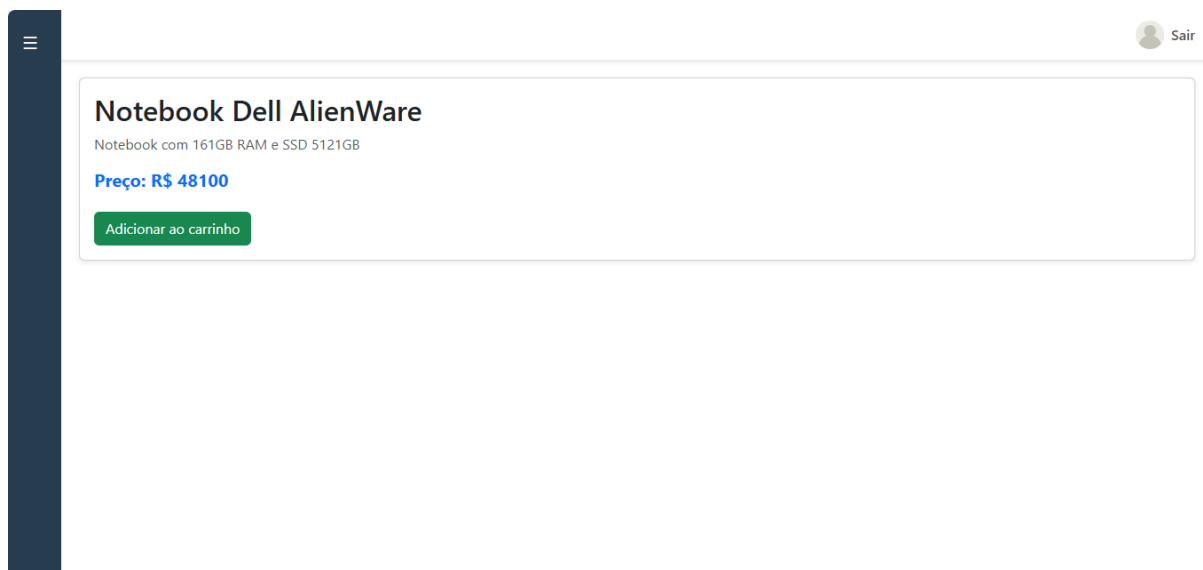 Sair
Notebook Dell AlienWare
Notebook com 161GB RAM e SSD 5121GB
Preço: R$ 48100
Adicionar ao carrinho